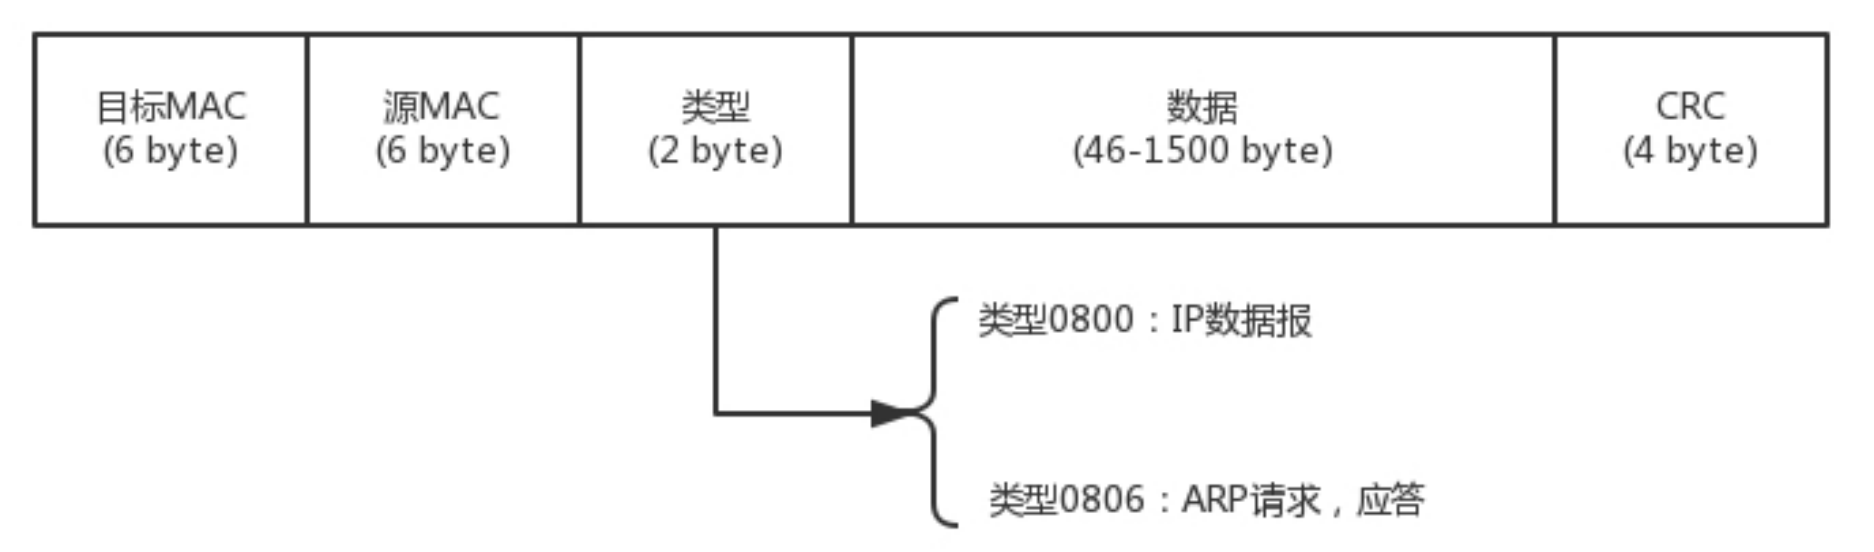 目标MAC
(6 byte)
源MAC
(6 byte)
类型
(2 byte)
数据
(46-1500 byte)
CRC
(4 byte)
类型0800：IP数据报
类型0806：ARP请求，应答